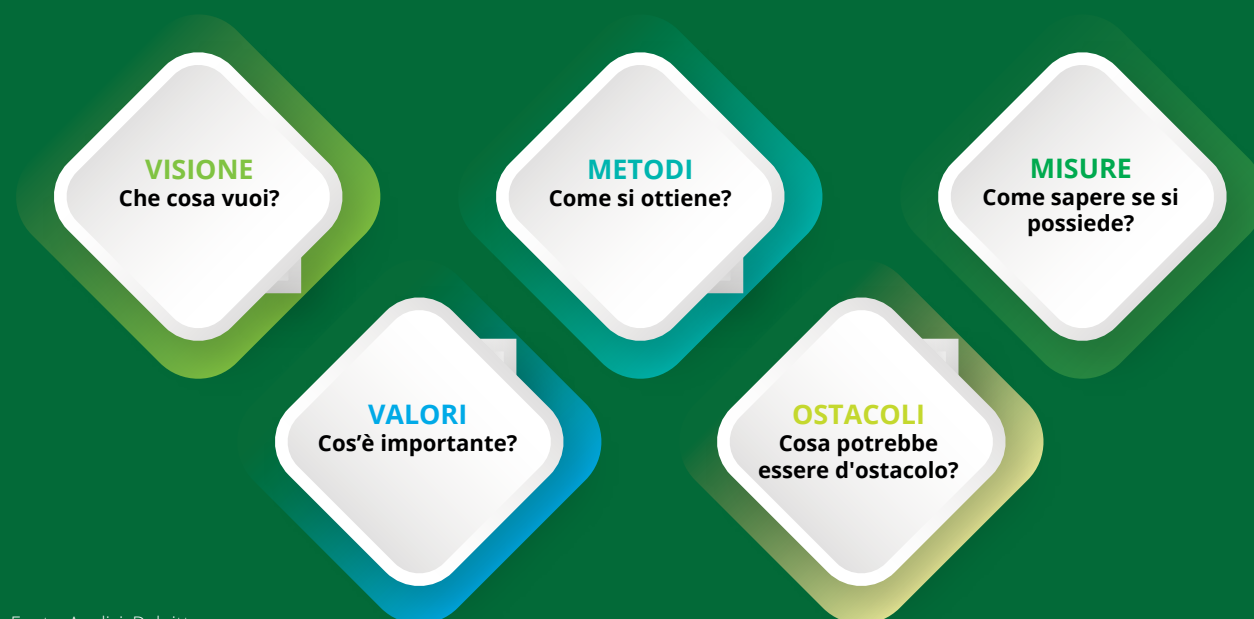 VISIONE
Che cosa vuoi?
VALORI
Cos’è importante?
METODI
Come si ottiene?
OSTACOLI
Cosa potrebbe
essere d'ostacolo?
MISURE
Come sapere se si
possiede?